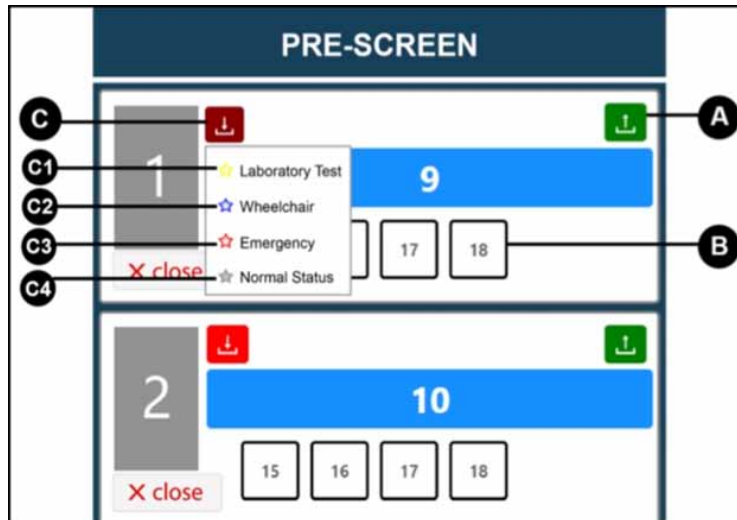 PRE-SCREEN
C
A
1
C1
Laboratory Test
9
C2
Wheelchair
C3
Emergency
17
18
B
C4
Normal Status
X close
2
10
15
16
17
18
X close